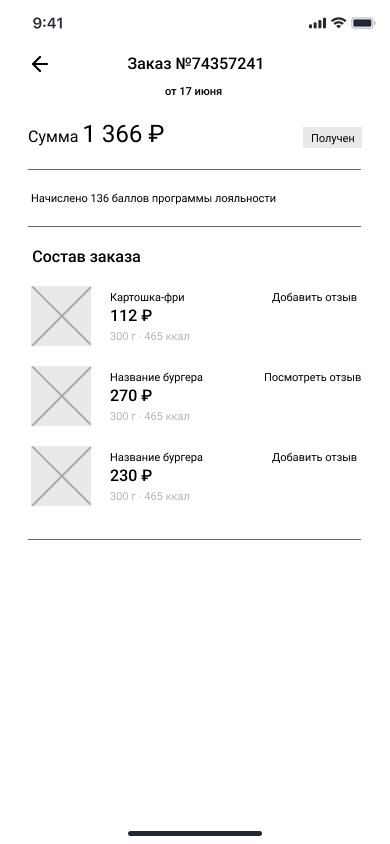 9:41
Заказ №74357241
от 17 июня
Сумма 1 366 ₽
Получен
Начислено 136 баллов программы лояльности
Состав заказа
Картошка-фри
Добавить отзыв
112 ₽
300 г · 465 ккал
Название бургера
Посмотреть отзыв
270 ₽
300 г · 465 ккал
Название бургера
Добавить отзыв
230 ₽
300 г · 465 ккал